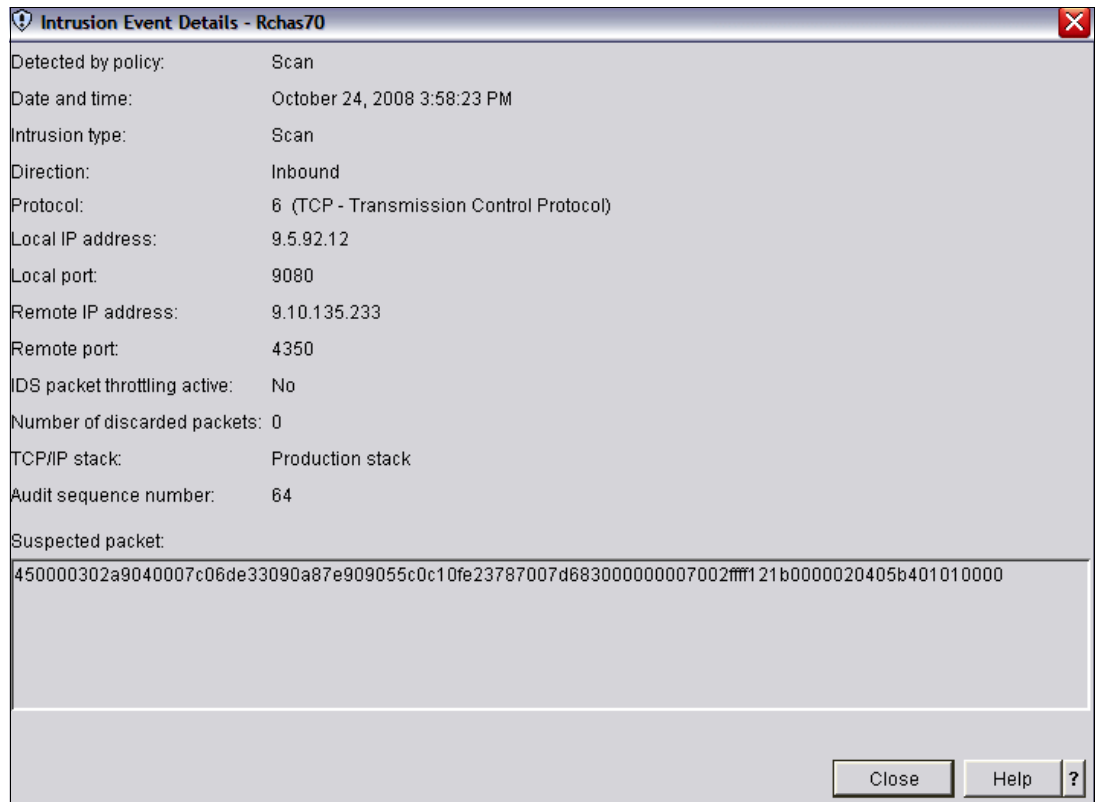 Intrusion Event Details - Rchas70
Detected by policy: Scan
Date and time: October 24, 2008 3:58:23 PM
Intrusion type: Scan
Direction: Inbound
Protocol: 6 (TCP - Transmission Control Protocol)
Local IP address: 9.5.92.12
Local port: 9080
Remote IP address: 9.10.135.233
Remote port: 4350
IDS packet throttling active: No
Number of discarded packets: 0
TCP/IP stack: Production stack
Audit sequence number: 64
Suspected packet:
450000302a9040007c06de33090a87e909055c0c10fe23787007d683000000007002ffff121b0000020405b401010000
Close Help ?